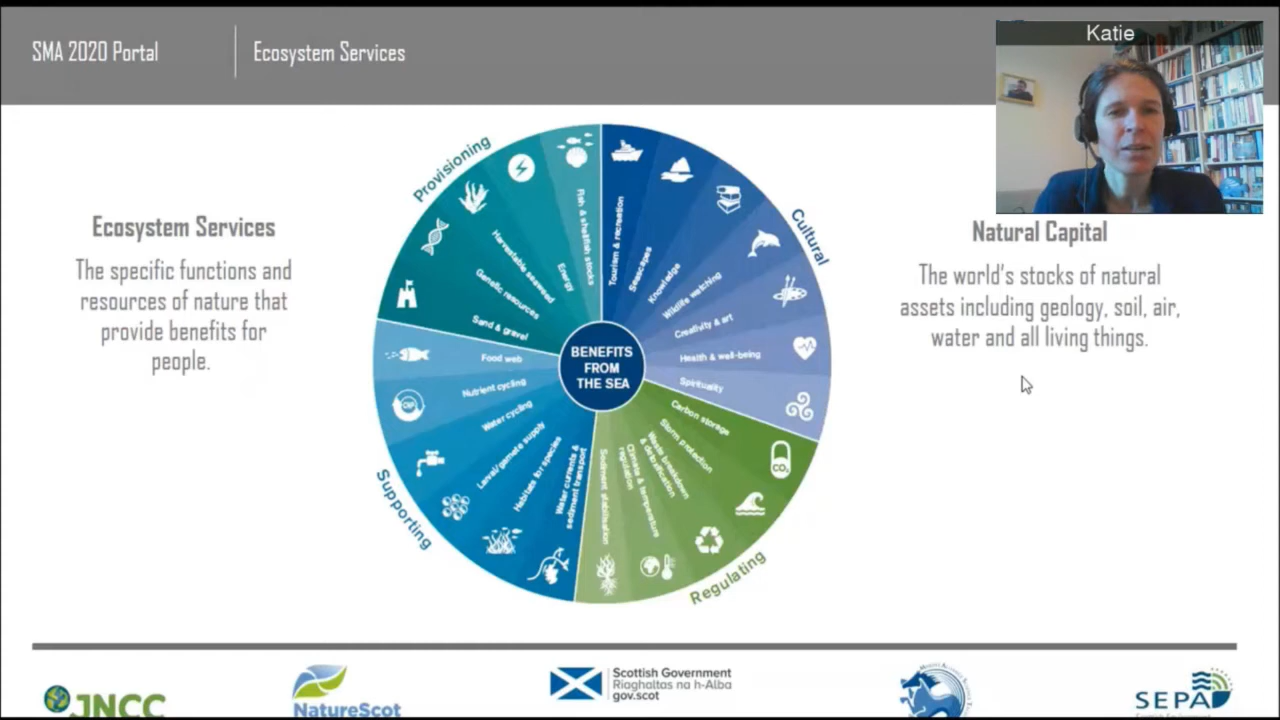 SMA 2020 Portal
Ecosystem Services
Katie
Ecosystem Services
The specific functions and
resources of nature that
provide benefits for
people.
Natural Capital
The world's stocks of natural
assets including geology, soil, air,
water and all living things.
BENEFITS
FROM
THE SEA
Provisioning
Sand & gravel
Genetic resources
Harvestable seaweed
Energy
Fish & shellfish stocks
Cultural
Tourism & recreation
Seascapes
Knowledge
Wildlife watching
Creativity & art
Health & well-being
Spirituality
Regulating
Carbon storage
Storm protection
Waste breakdown
& detoxification
Climate & temperature
regulation
Sediment stabilisation
CO₂
Supporting
Water currents &
sediment transport
Habitats for species
Larval/gamete supply
Water cycling
Nutrient cycling
Food web
JNCC
NatureScot
Scottish Government
Riaghaltas na h-Alba
gov.scot
SEPA